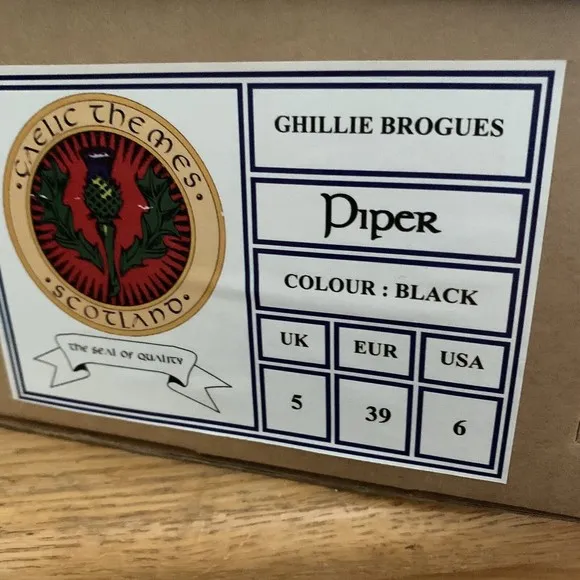 GAELIC THEMES
SCOTLAND
THE SEAL OF QUALITY
GHILLIE BROGUES
PIPER
COLOUR : BLACK
UK EUR USA
5 39 6